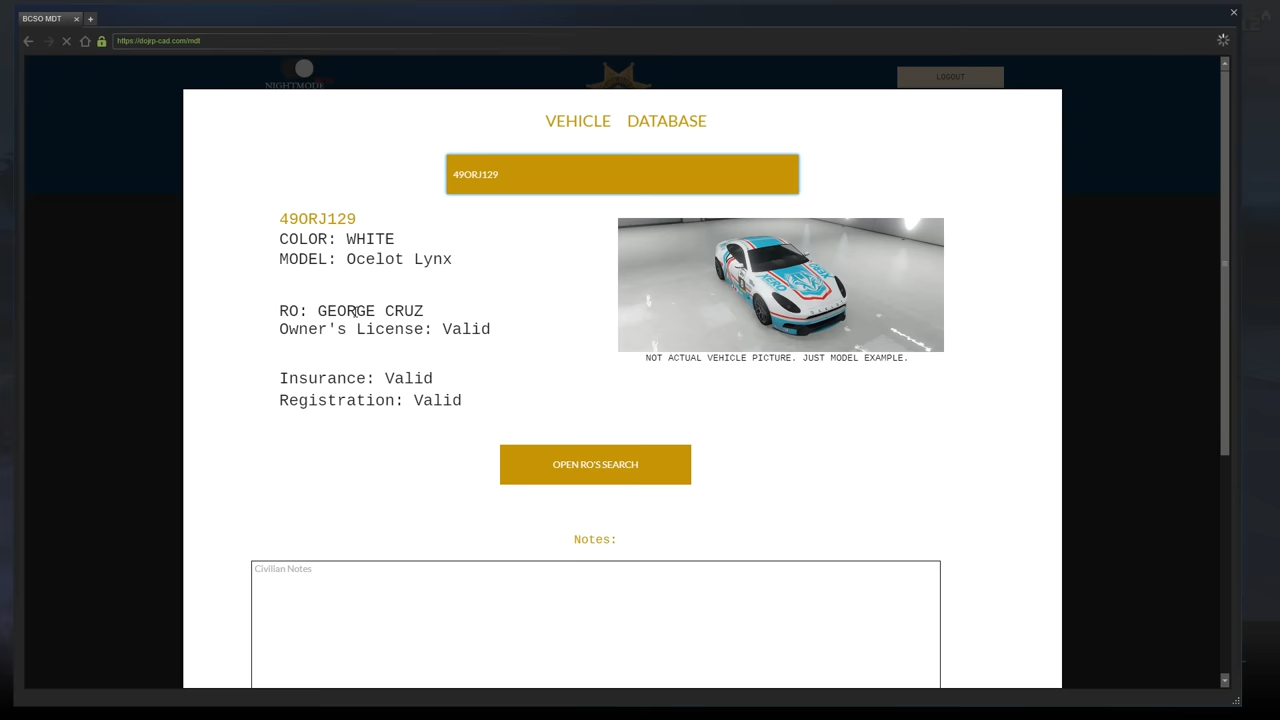 BCSO MDT
https://dojrp-cad.com/mdt
NIGHTMODE
LOGOUT
VEHICLE DATABASE
49ORJ129
49ORJ129
COLOR: WHITE
MODEL: Ocelot Lynx
XERO
XERO
RO: GEORGE CRUZ
Owner's License: Valid
NOT ACTUAL VEHICLE PICTURE. JUST MODEL EXAMPLE.
Insurance: Valid
Registration: Valid
OPEN RO'S SEARCH
Notes:
Civilian Notes